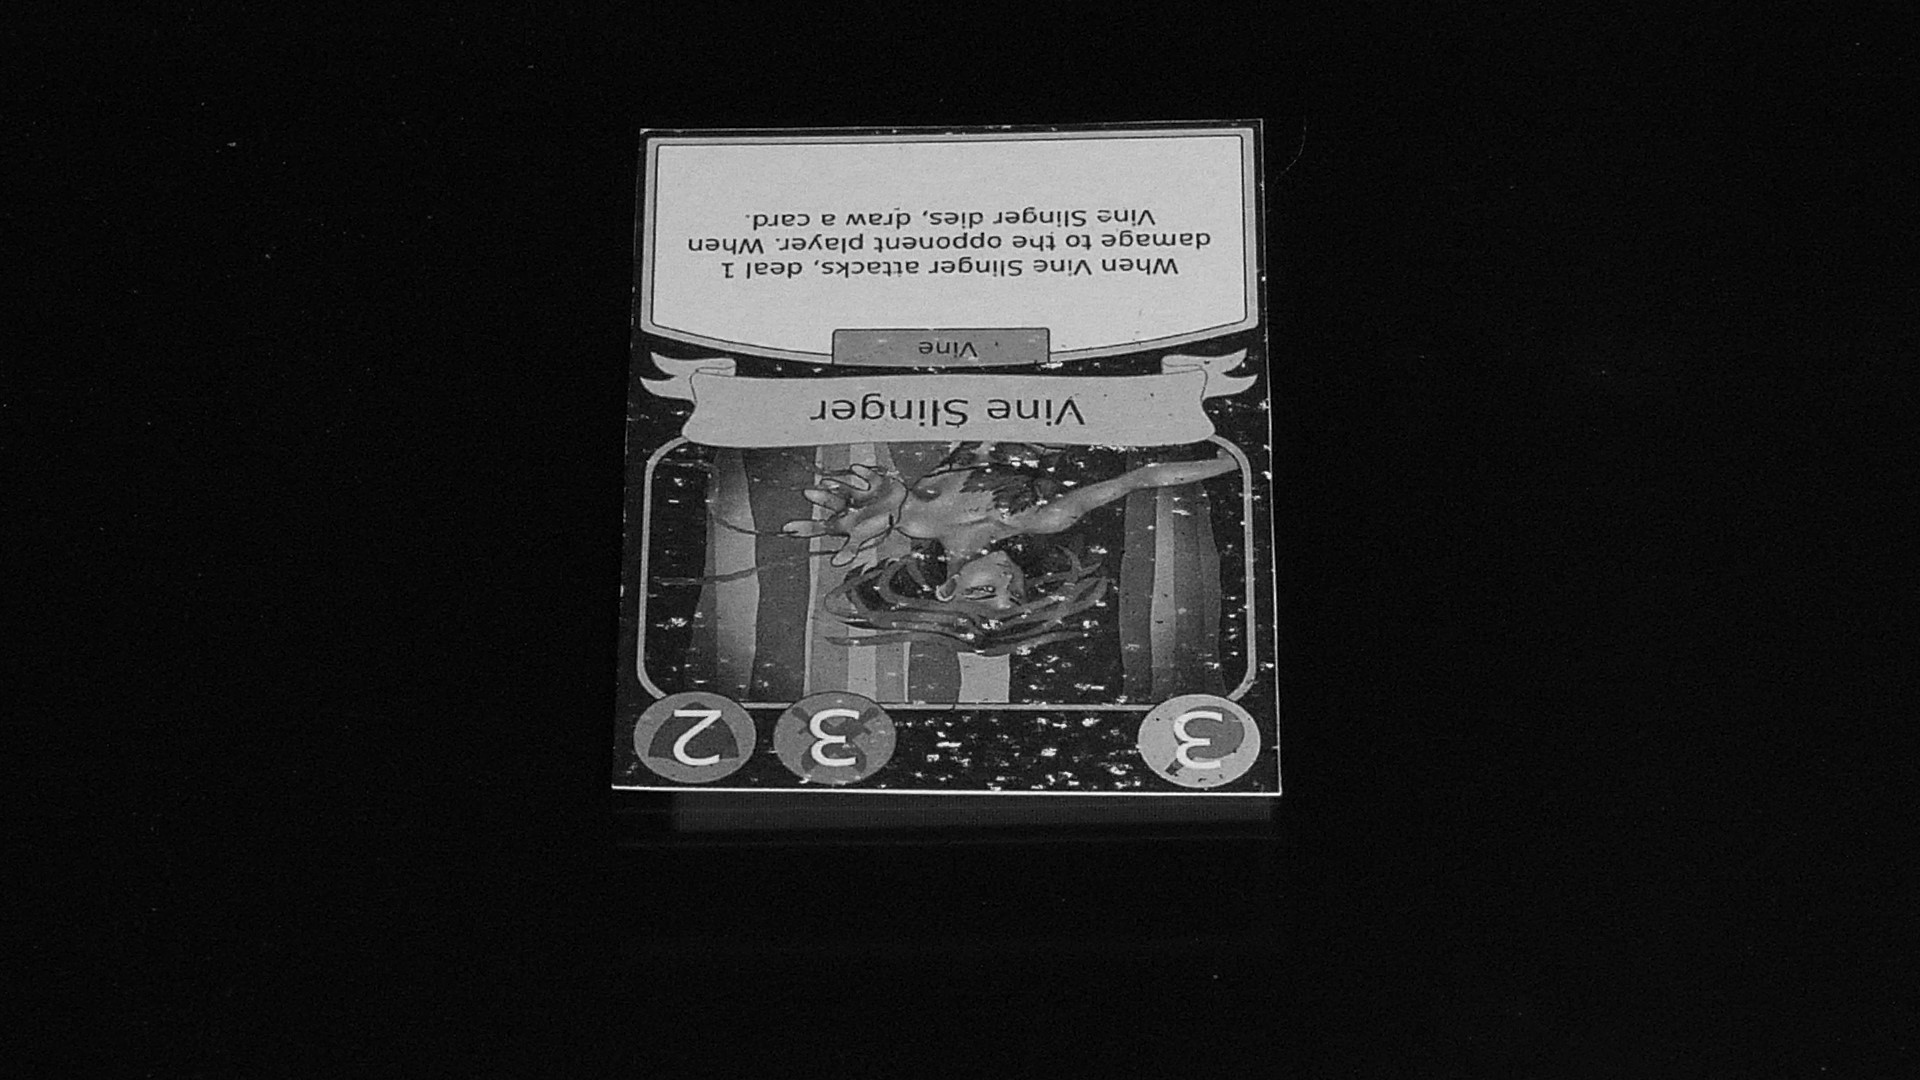 3 3 2
Vine Slinger
Vine
When Vine Slinger attacks, deal 1
damage to the opponent player. When
Vine Slinger dies, draw a card.